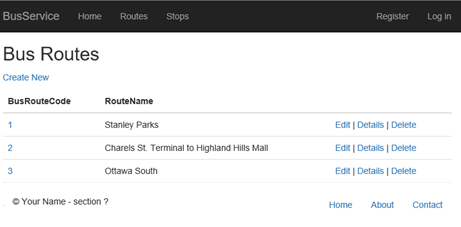 BusService Home Routes Stops Register Log in
Bus Routes
Create New
BusRouteCode RouteName
1 Stanley Parks Edit | Details | Delete
2 Charels St. Terminal to Highland Hills Mall Edit | Details | Delete
3 Ottawa South Edit | Details | Delete
© Your Name - section ? Home About Contact